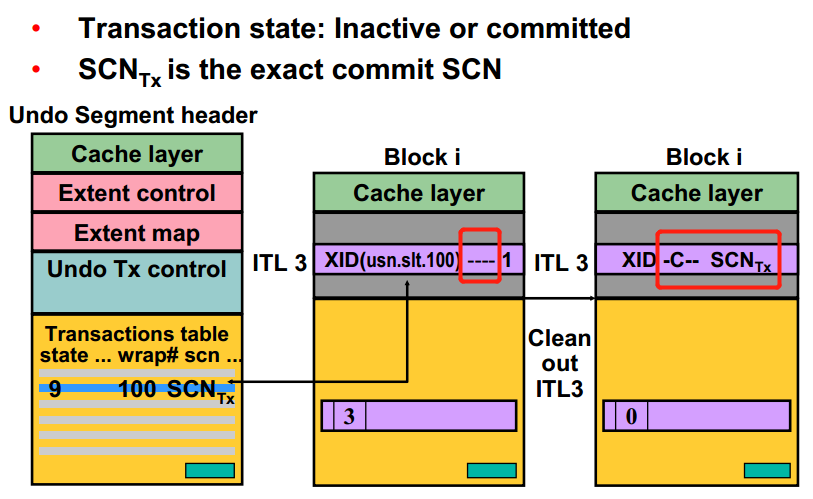 • Transaction state: Inactive or committed
• SCNTx is the exact commit SCN
Undo Segment header
Cache layer
Extent control
Extent map
Undo Tx control
Transactions table
state ... wrap# scn ...
9 100 SCNTx
Block i
Cache layer
ITL 3 XID(usn.slt.100) ---- 1
3
Clean
out
ITL3
Block i
Cache layer
ITL 3 XID -C-- SCNTx
0